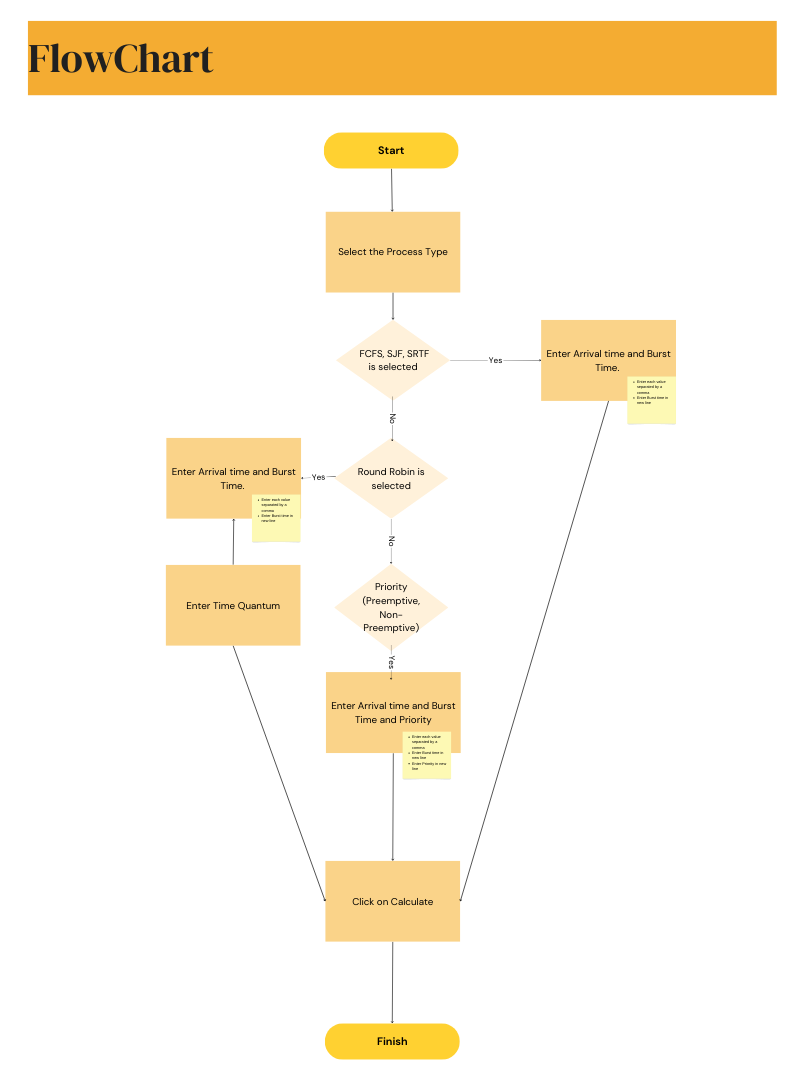 FlowChart
Start
Select the Process Type
FCFS, SJF, SRTF
is selected
Yes
Enter Arrival time and Burst
Time.
Enter each value
separated by a
comma
Enter Burst time in
new line
No
Round Robin is
selected
Yes
Enter Arrival time and Burst
Time.
Enter each value
separated by a
comma
Enter Burst time in
new line
No
Enter Time Quantum
Priority
(Preemptive,
Non-
Preemptive)
Yes
Enter Arrival time and Burst
Time and Priority
Enter each value
separated by a
comma
Enter Burst time in
new line
Enter Priority in new
line
Click on Calculate
Finish